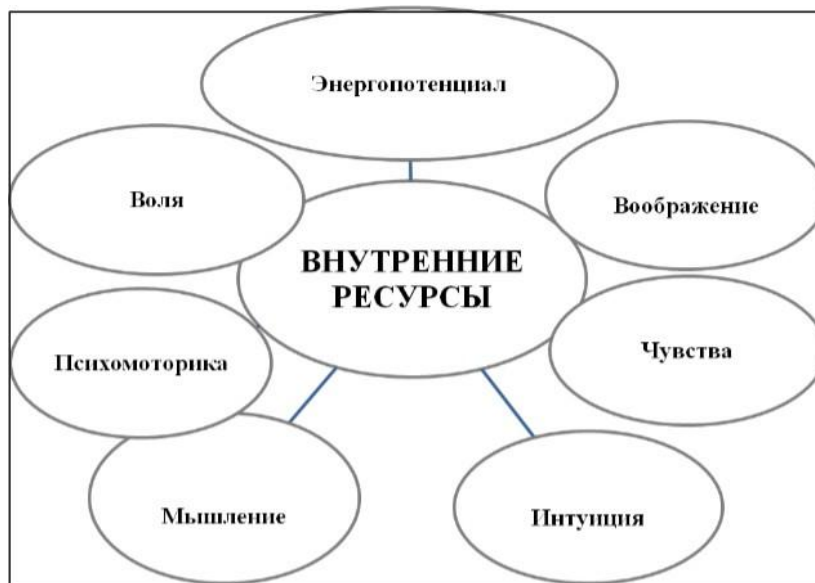 Энергопотенциал
Воля
Воображение
ВНУТРЕННИЕ
РЕСУРСЫ
Психомоторика
Чувства
Мышление
Интуиция